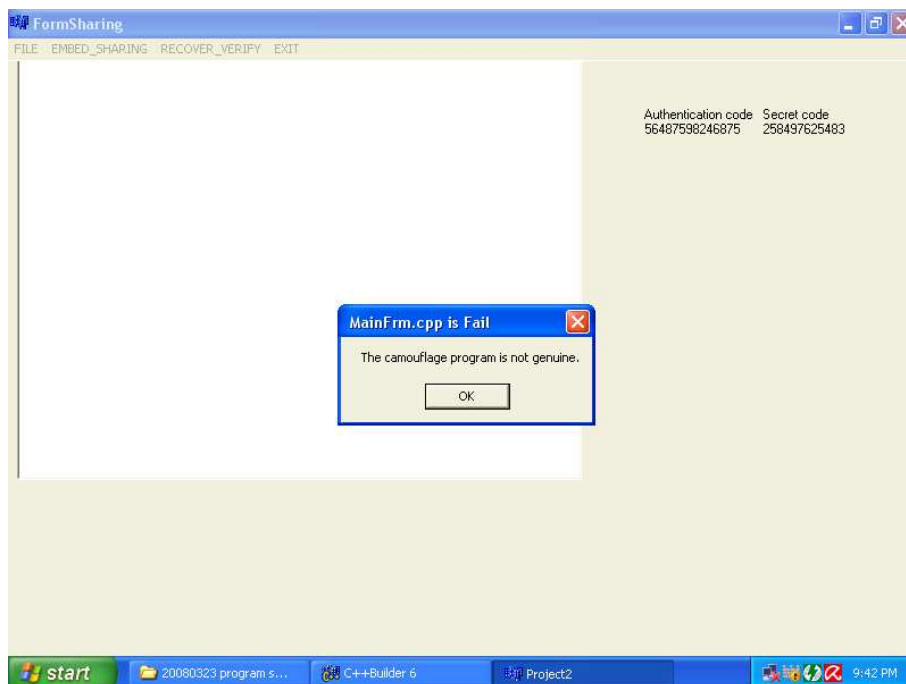 FormSharing
FILE EMBED_SHARING RECOVER_VERIFY EXIT
Authentication code Secret code
56487598246875 258497625483
MainFrm.cpp is Fail
The camouflage program is not genuine.
OK
start 20080323 program s... C++Builder 6 Project2 9:42 PM